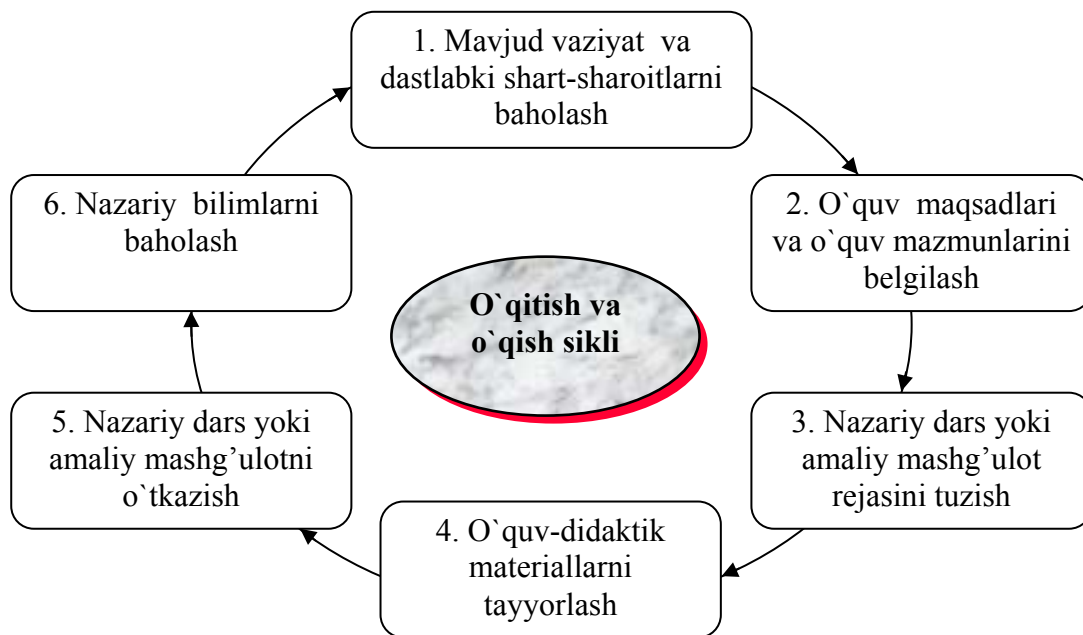 1. Mavjud vaziyat va
dastlabki shart-sharoitlarni
baholash
2. O`quv maqsadlari
va o`quv mazmunlarini
belgilash
3. Nazariy dars yoki
amaliy mashg’ulot
rejasini tuzish
4. O`quv-didaktik
materiallarni
tayyorlash
5. Nazariy dars yoki
amaliy mashg’ulotni
o`tkazish
6. Nazariy bilimlarni
baholash
O`qitish va
o`qish sikli